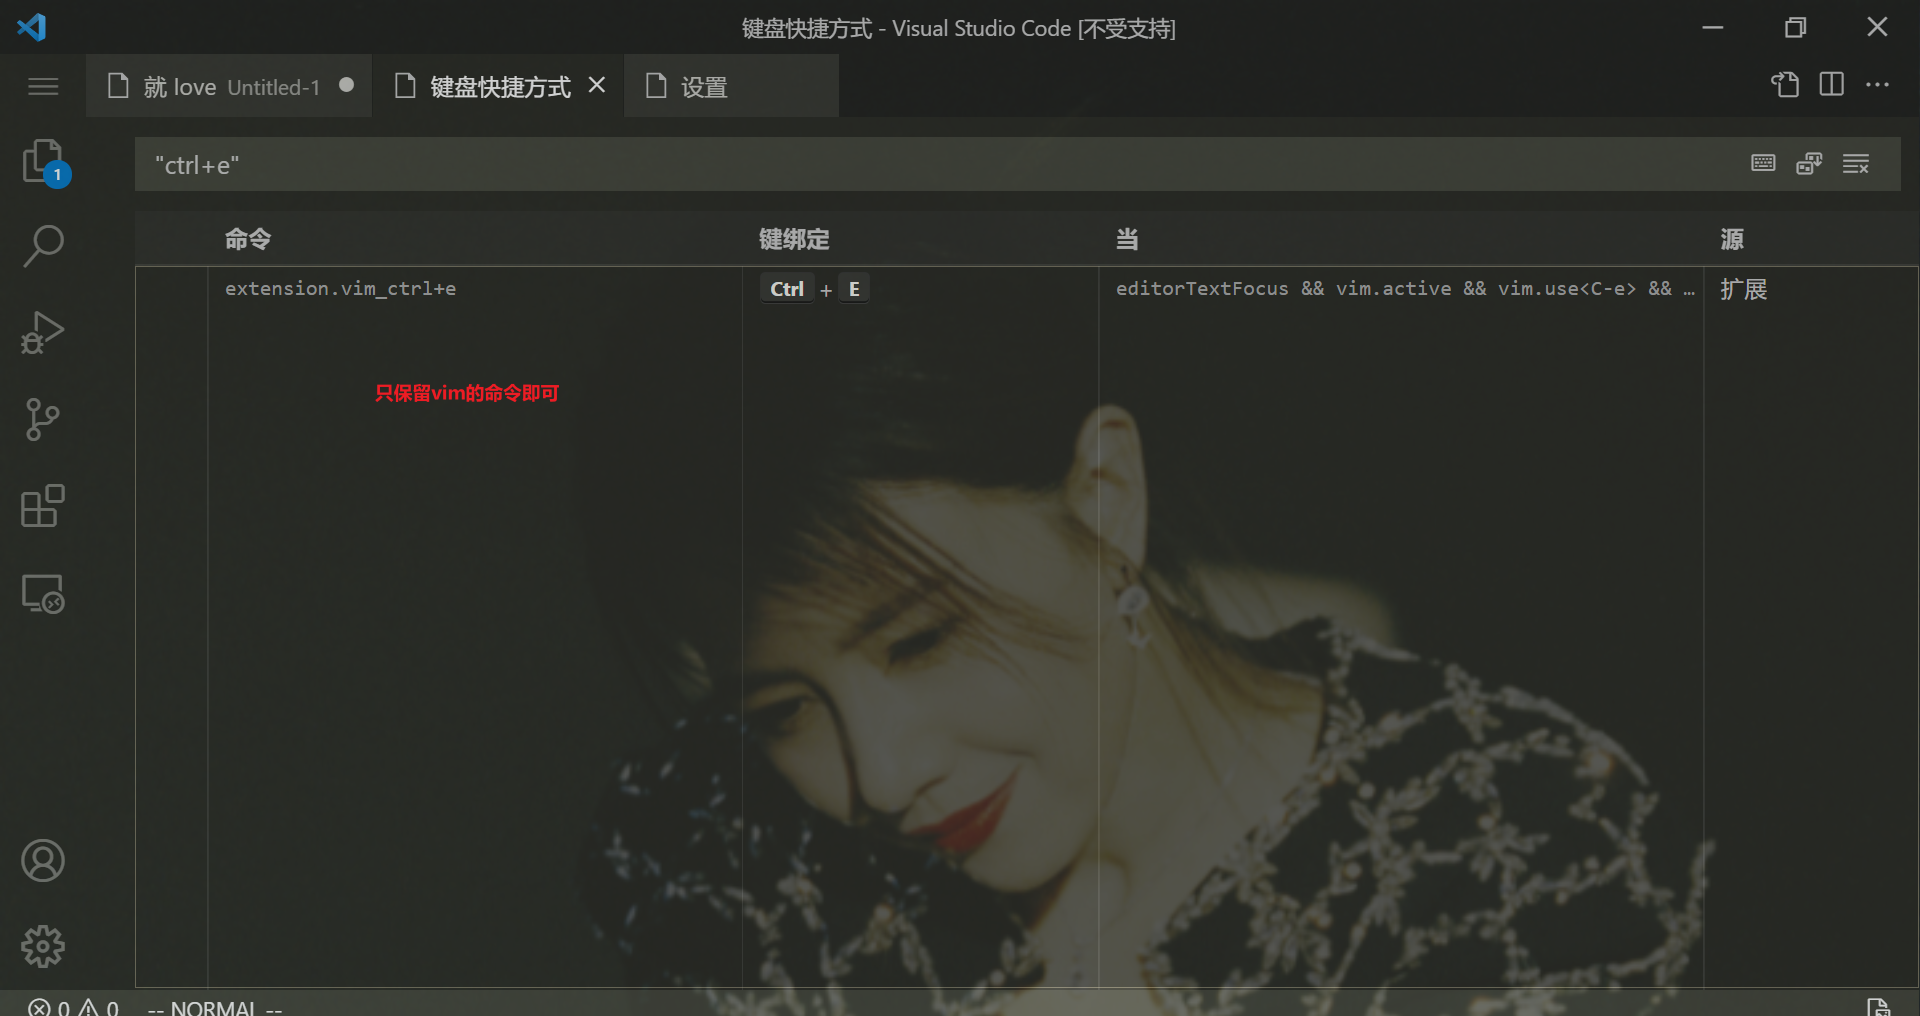 键盘快捷方式 - Visual Studio Code [不受支持]
就 love Untitled-1
键盘快捷方式
设置
1
"ctrl+e"
命令 键绑定 当 源
extension.vim_ctrl+e Ctrl + E editorTextFocus && vim.active && vim.use<C-e> && … 扩展
只保留vim的命令即可
0 0 -- NORMAL --